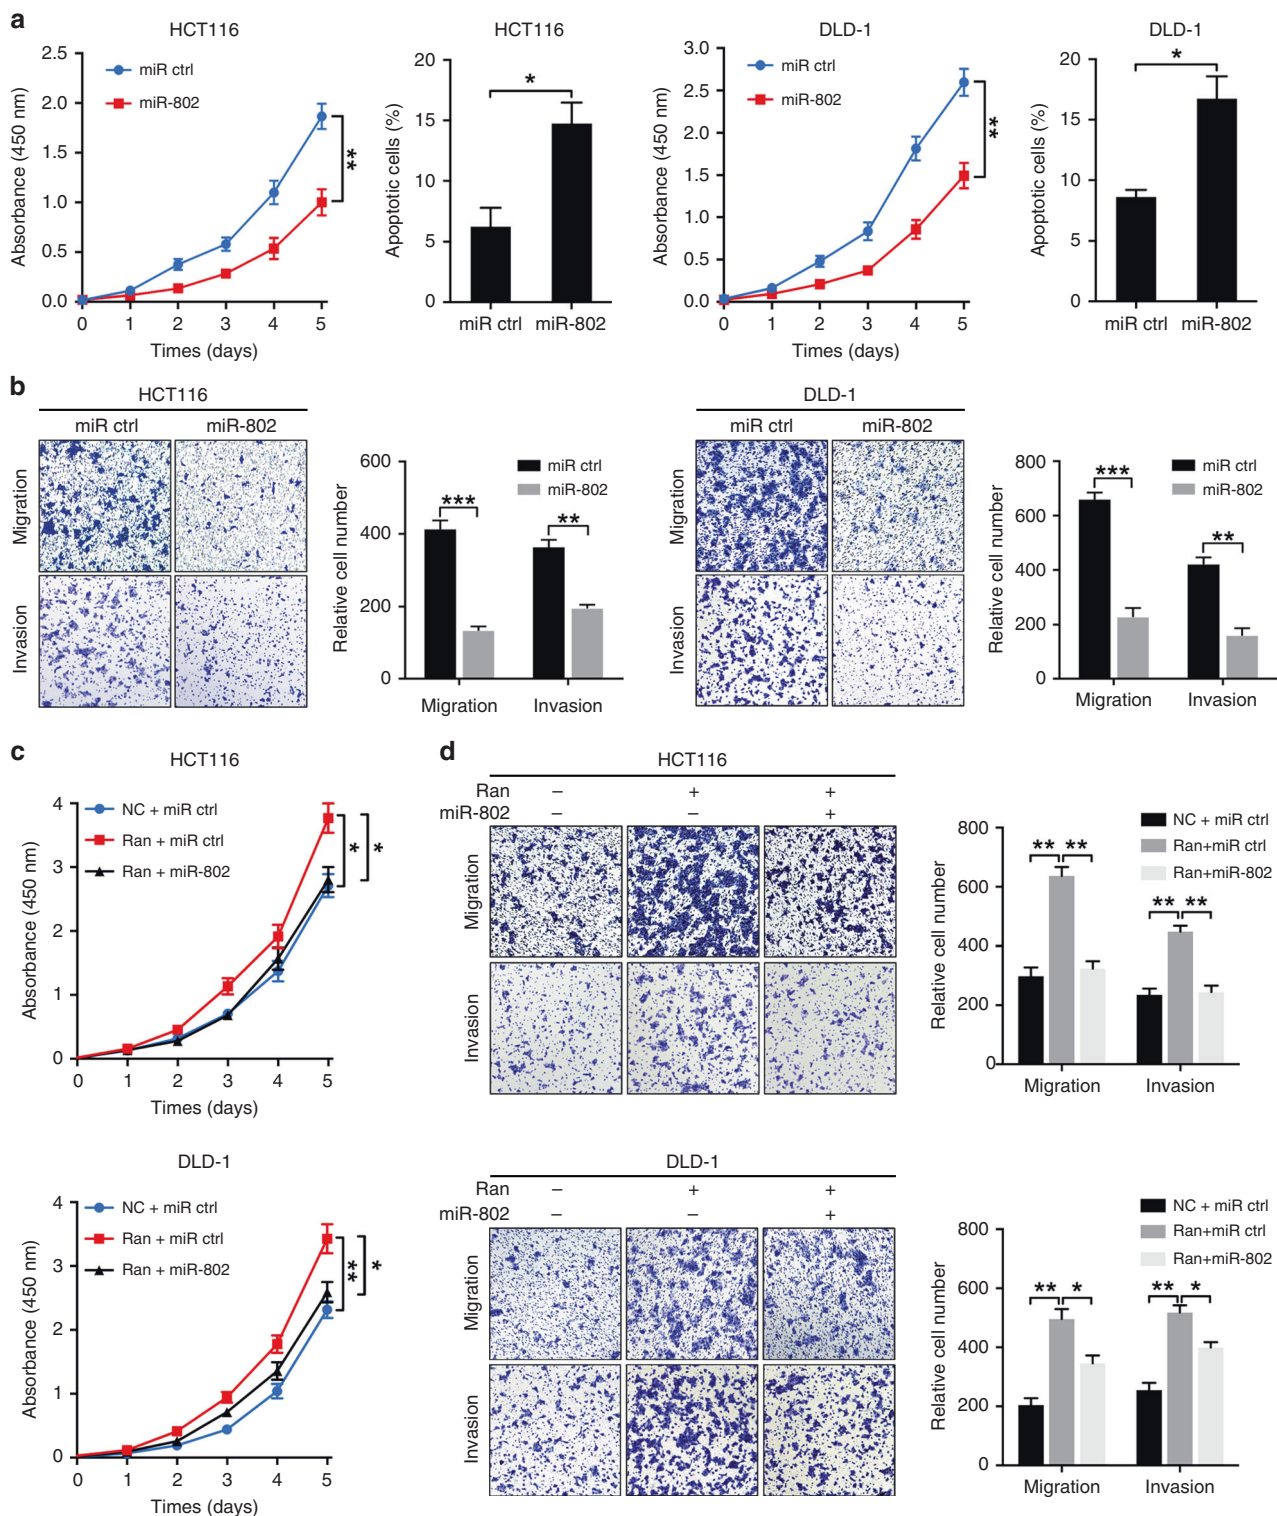 a
HCT116
Absorbance (450 nm)
2.5
2.0
1.5
1.0
0.5
0.0
miR ctrl
miR-802
**
0 1 2 3 4 5
Times (days)
HCT116
Apoptotic cells (%)
20
15
10
5
0
*
miR ctrl miR-802
DLD-1
Absorbance (450 nm)
3.0
2.5
2.0
1.5
1.0
0.5
0.0
miR ctrl
miR-802
**
0 1 2 3 4 5
Times (days)
DLD-1
Apoptotic cells (%)
20
15
10
5
0
*
miR ctrl miR-802
b
HCT116
miR ctrl miR-802
Migration
Invasion
Relative cell number
600
400
200
0
miR ctrl
miR-802
***
**
Migration Invasion
DLD-1
miR ctrl miR-802
Migration
Invasion
Relative cell number
800
600
400
200
0
miR ctrl
miR-802
***
**
Migration Invasion
c
HCT116
Absorbance (450 nm)
4
3
2
1
0
NC + miR ctrl
Ran + miR ctrl
Ran + miR-802
* *
0 1 2 3 4 5
Times (days)
DLD-1
Absorbance (450 nm)
4
3
2
1
0
NC + miR ctrl
Ran + miR ctrl
Ran + miR-802
** *
0 1 2 3 4 5
Times (days)
d
HCT116
Ran – + +
miR-802 – – +
Migration
Invasion
Relative cell number
800
600
400
200
0
NC + miR ctrl
Ran+miR ctrl
Ran+miR-802
** **
** **
Migration Invasion
DLD-1
Ran – + +
miR-802 – – +
Migration
Invasion
Relative cell number
800
600
400
200
0
NC + miR ctrl
Ran+miR ctrl
Ran+miR-802
** *
** *
Migration Invasion